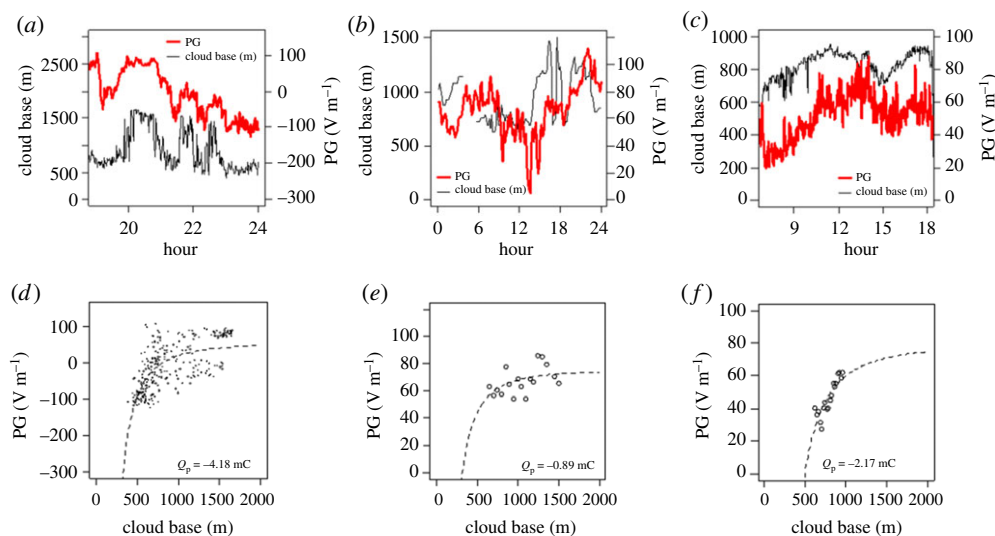 (a)
2500
1500
500
0
cloud base (m)
PG
cloud base (m)
100
0
−100
−200
−300
PG (V m−1)
20
22
24
hour
(b)
1500
1000
500
0
cloud base (m)
PG
cloud base (m)
100
80
60
40
20
0
PG (V m−1)
0
6
12
18
24
hour
(c)
1000
800
600
400
200
0
cloud base (m)
PG
cloud base (m)
100
80
60
40
20
0
PG (V m−1)
9
12
15
18
hour
(d)
100
0
−100
−200
−300
PG (V m−1)
Qp = −4.18 mC
0
500
1000
1500
2000
cloud base (m)
(e)
100
80
60
40
20
0
PG (V m−1)
Qp = −0.89 mC
0
500
1000
1500
2000
cloud base (m)
(f)
100
80
60
40
20
0
PG (V m−1)
Qp = −2.17 mC
0
500
1000
1500
2000
cloud base (m)